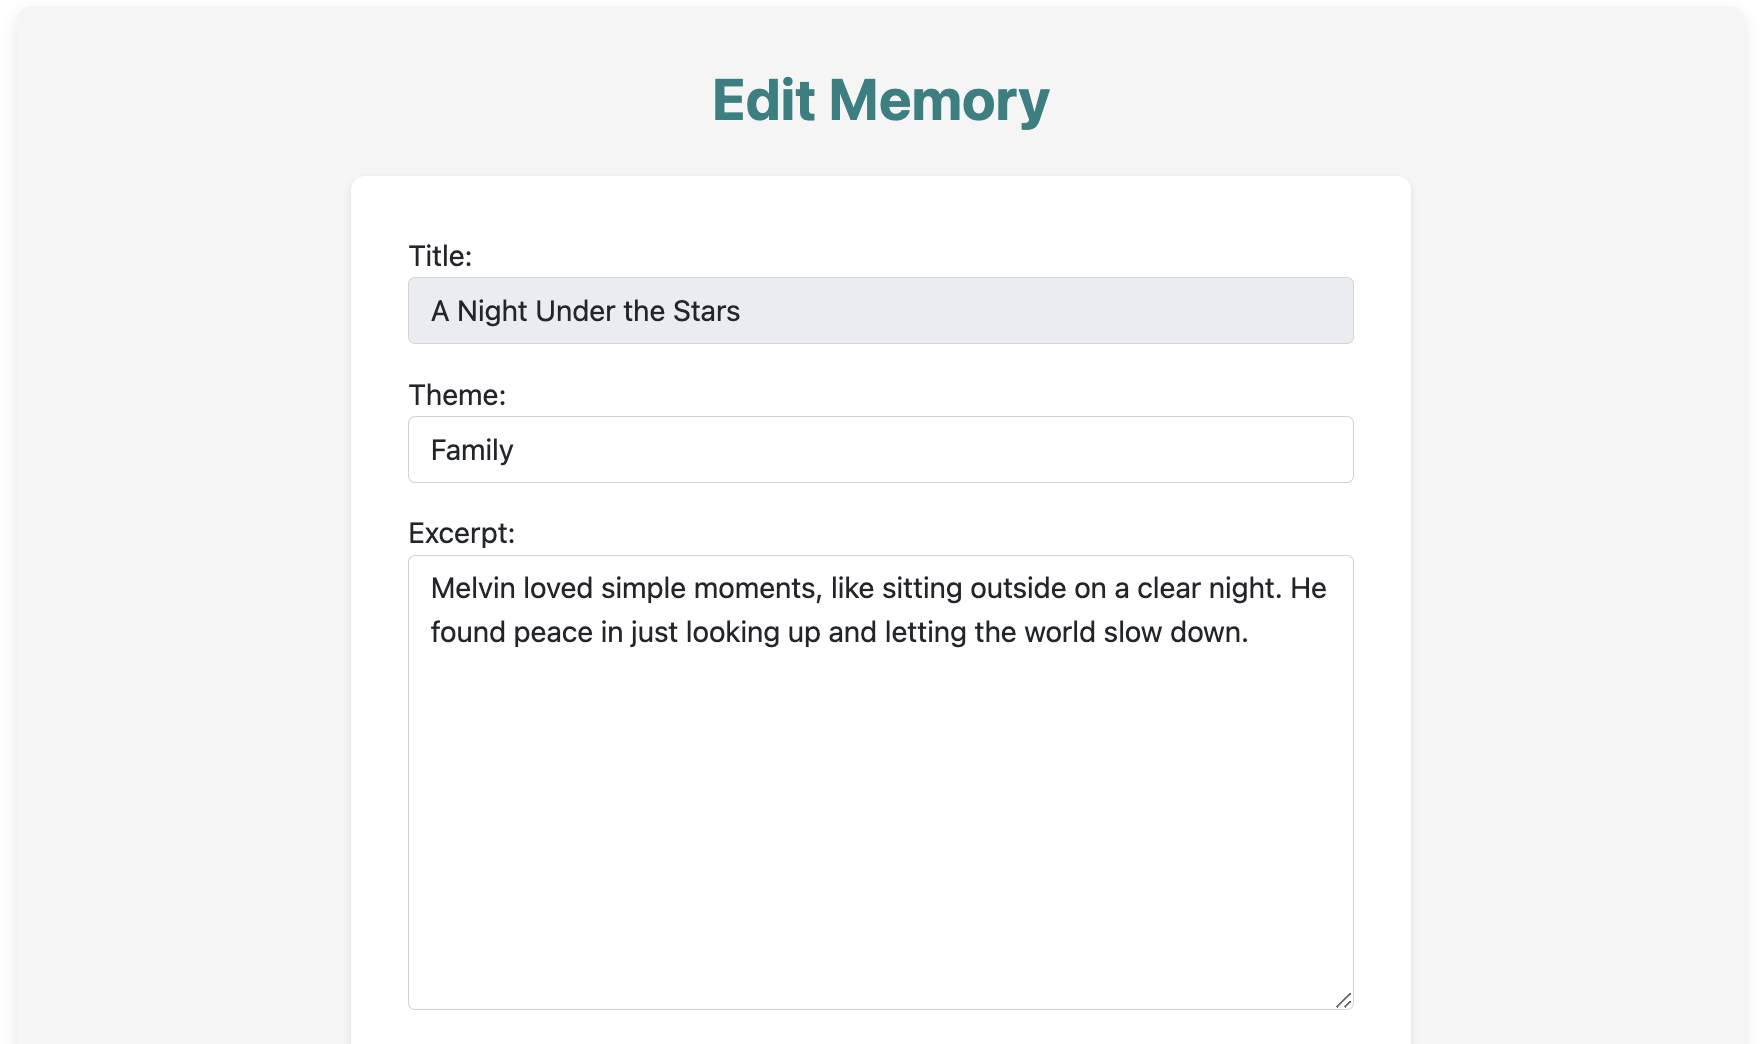 Edit Memory
Title:
A Night Under the Stars
Theme:
Family
Excerpt:
Melvin loved simple moments, like sitting outside on a clear night. He
found peace in just looking up and letting the world slow down.